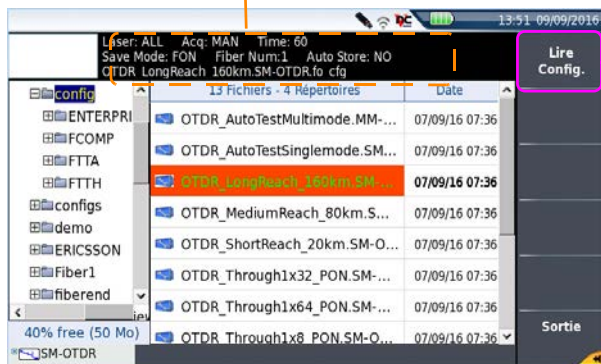 13:51 09/09/2016
Laser: ALL Acq: MAN Time: 60
Save Mode: FON Fiber Num:1 Auto Store: NO
OTDR_LongReach_160km.SM-OTDR.fo_cfg
Lire
Config.
config
ENTERPRI
FCOMP
FTTA
FTTH
configs
demo
ERICSSON
Fiber1
fiberend
13 Fichiers - 4 Répertoires Date
OTDR_AutoTestMultimode.MM-... 07/09/16 07:36
OTDR_AutoTestSinglemode.SM... 07/09/16 07:36
OTDR_LongReach_160km.SM-... 07/09/16 07:36
OTDR_MediumReach_80km.S... 07/09/16 07:36
OTDR_ShortReach_20km.SM-O... 07/09/16 07:36
OTDR_Through1x32_PON.SM-... 07/09/16 07:36
OTDR_Through1x64_PON.SM-... 07/09/16 07:36
OTDR_Through1x8_PON.SM-O... 07/09/16 07:36
40% free (50 Mo)
SM-OTDR
Sortie